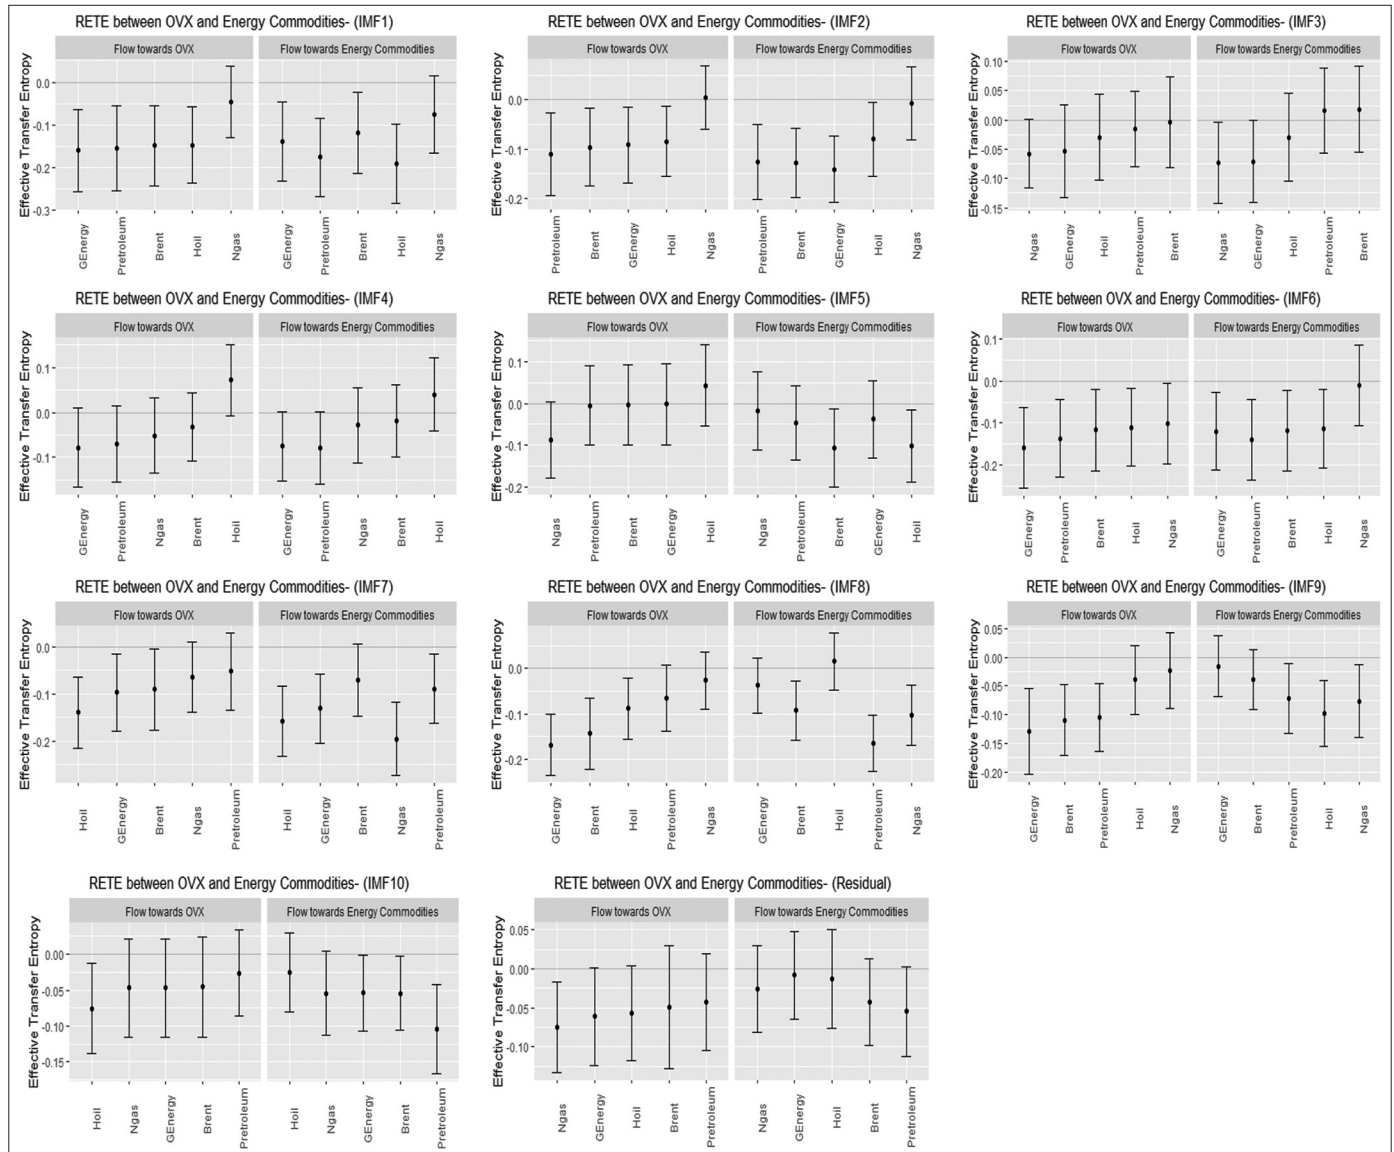 RETE between OVX and Energy Commodities- (IMF1)
Flow towards OVX
Flow towards Energy Commodities
Effective Transfer Entropy
0.0
-0.1
-0.2
-0.3
GEnergy
Pretroleum
Brent
Hoil
Ngas
GEnergy
Pretroleum
Brent
Hoil
Ngas
RETE between OVX and Energy Commodities- (IMF2)
Flow towards OVX
Flow towards Energy Commodities
Effective Transfer Entropy
0.0
-0.1
-0.2
Pretroleum
Brent
GEnergy
Hoil
Ngas
Pretroleum
Brent
GEnergy
Hoil
Ngas
RETE between OVX and Energy Commodities- (IMF3)
Flow towards OVX
Flow towards Energy Commodities
Effective Transfer Entropy
0.10
0.05
0.00
-0.05
-0.10
-0.15
Ngas
GEnergy
Hoil
Pretroleum
Brent
Ngas
GEnergy
Hoil
Pretroleum
Brent
RETE between OVX and Energy Commodities- (IMF4)
Flow towards OVX
Flow towards Energy Commodities
Effective Transfer Entropy
0.1
0.0
-0.1
GEnergy
Pretroleum
Ngas
Brent
Hoil
GEnergy
Pretroleum
Ngas
Brent
Hoil
RETE between OVX and Energy Commodities- (IMF5)
Flow towards OVX
Flow towards Energy Commodities
Effective Transfer Entropy
0.1
0.0
-0.1
-0.2
Ngas
Pretroleum
Brent
GEnergy
Hoil
Ngas
Pretroleum
Brent
GEnergy
Hoil
RETE between OVX and Energy Commodities- (IMF6)
Flow towards OVX
Flow towards Energy Commodities
Effective Transfer Entropy
0.1
0.0
-0.1
-0.2
GEnergy
Pretroleum
Brent
Hoil
Ngas
GEnergy
Pretroleum
Brent
Hoil
Ngas
RETE between OVX and Energy Commodities- (IMF7)
Flow towards OVX
Flow towards Energy Commodities
Effective Transfer Entropy
0.0
-0.1
-0.2
Hoil
GEnergy
Brent
Ngas
Pretroleum
Hoil
GEnergy
Brent
Ngas
Pretroleum
RETE between OVX and Energy Commodities- (IMF8)
Flow towards OVX
Flow towards Energy Commodities
Effective Transfer Entropy
0.0
-0.1
-0.2
GEnergy
Brent
Hoil
Pretroleum
Ngas
GEnergy
Brent
Hoil
Pretroleum
Ngas
RETE between OVX and Energy Commodities- (IMF9)
Flow towards OVX
Flow towards Energy Commodities
Effective Transfer Entropy
0.05
0.00
-0.05
-0.10
-0.15
-0.20
GEnergy
Brent
Pretroleum
Hoil
Ngas
GEnergy
Brent
Pretroleum
Hoil
Ngas
RETE between OVX and Energy Commodities- (IMF10)
Flow towards OVX
Flow towards Energy Commodities
Effective Transfer Entropy
0.00
-0.05
-0.10
-0.15
Hoil
Ngas
GEnergy
Brent
Pretroleum
Hoil
Ngas
GEnergy
Brent
Pretroleum
RETE between OVX and Energy Commodities- (Residual)
Flow towards OVX
Flow towards Energy Commodities
Effective Transfer Entropy
0.05
0.00
-0.05
-0.10
Ngas
GEnergy
Hoil
Brent
Pretroleum
Ngas
GEnergy
Hoil
Brent
Pretroleum